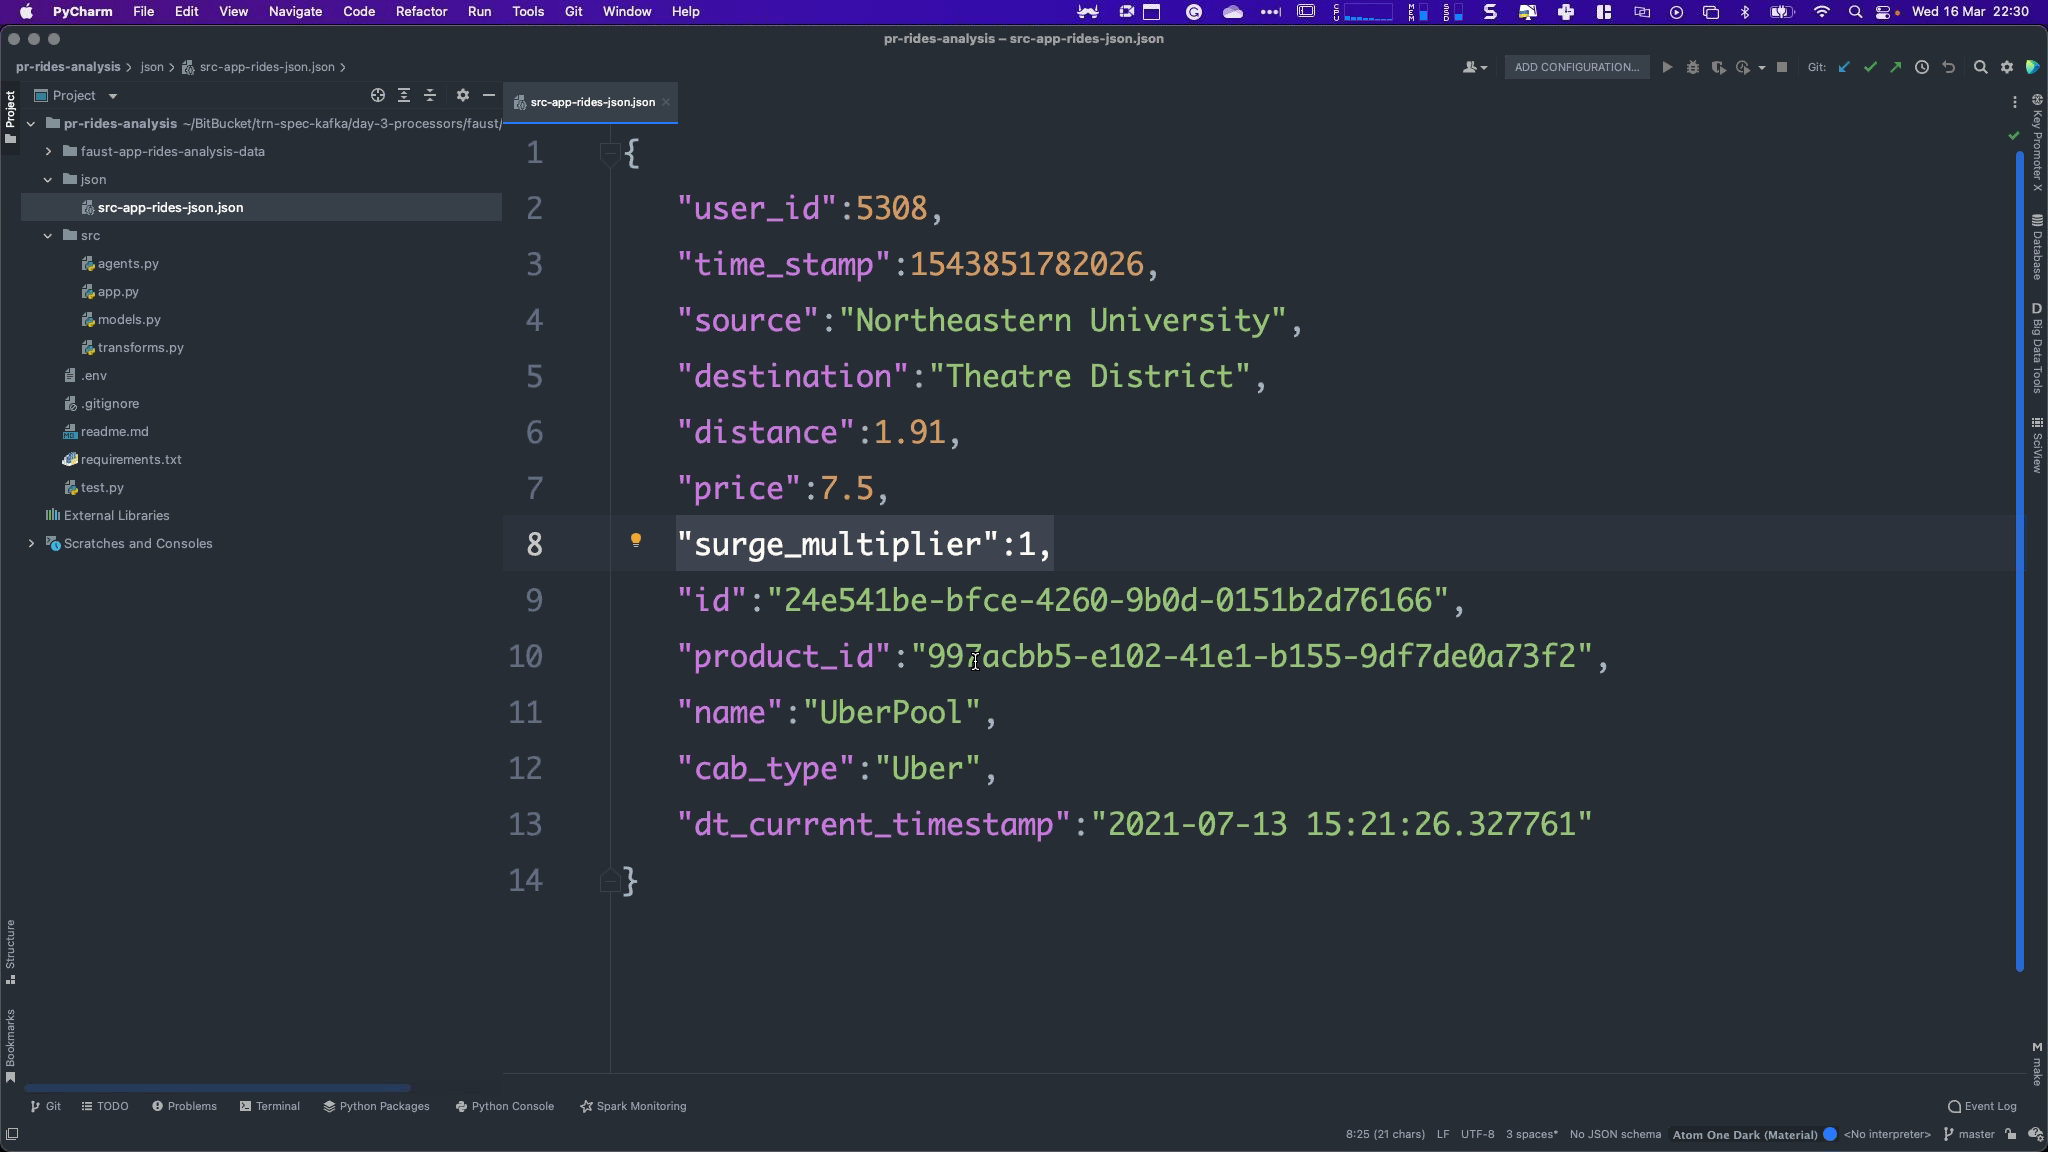 PyCharm File Edit View Navigate Code Refactor Run Tools Git Window Help Wed 16 Mar 22:30
pr-rides-analysis – src-app-rides-json.json
pr-rides-analysis json src-app-rides-json.json ADD CONFIGURATION... Git:
Project
Project
src-app-rides-json.json
pr-rides-analysis ~/BitBucket/trn-spec-kafka/day-3-processors/faust/
faust-app-rides-analysis-data
json
src-app-rides-json.json
src
agents.py
app.py
models.py
transforms.py
.env
.gitignore
readme.md
requirements.txt
test.py
External Libraries
Scratches and Consoles
1 {
2 "user_id":5308,
3 "time_stamp":1543851782026,
4 "source":"Northeastern University",
5 "destination":"Theatre District",
6 "distance":1.91,
7 "price":7.5,
8 "surge_multiplier":1,
9 "id":"24e541be-bfce-4260-9b0d-0151b2d76166",
10 "product_id":"997acbb5-e102-41e1-b155-9df7de0a73f2",
11 "name":"UberPool",
12 "cab_type":"Uber",
13 "dt_current_timestamp":"2021-07-13 15:21:26.327761"
14 }
Key Promoter X
Database
D Big Data Tools
SciView
M make
Structure
Bookmarks
Git TODO Problems Terminal Python Packages Python Console Spark Monitoring Event Log
8:25 (21 chars) LF UTF-8 3 spaces* No JSON schema Atom One Dark (Material) <No interpreter> master